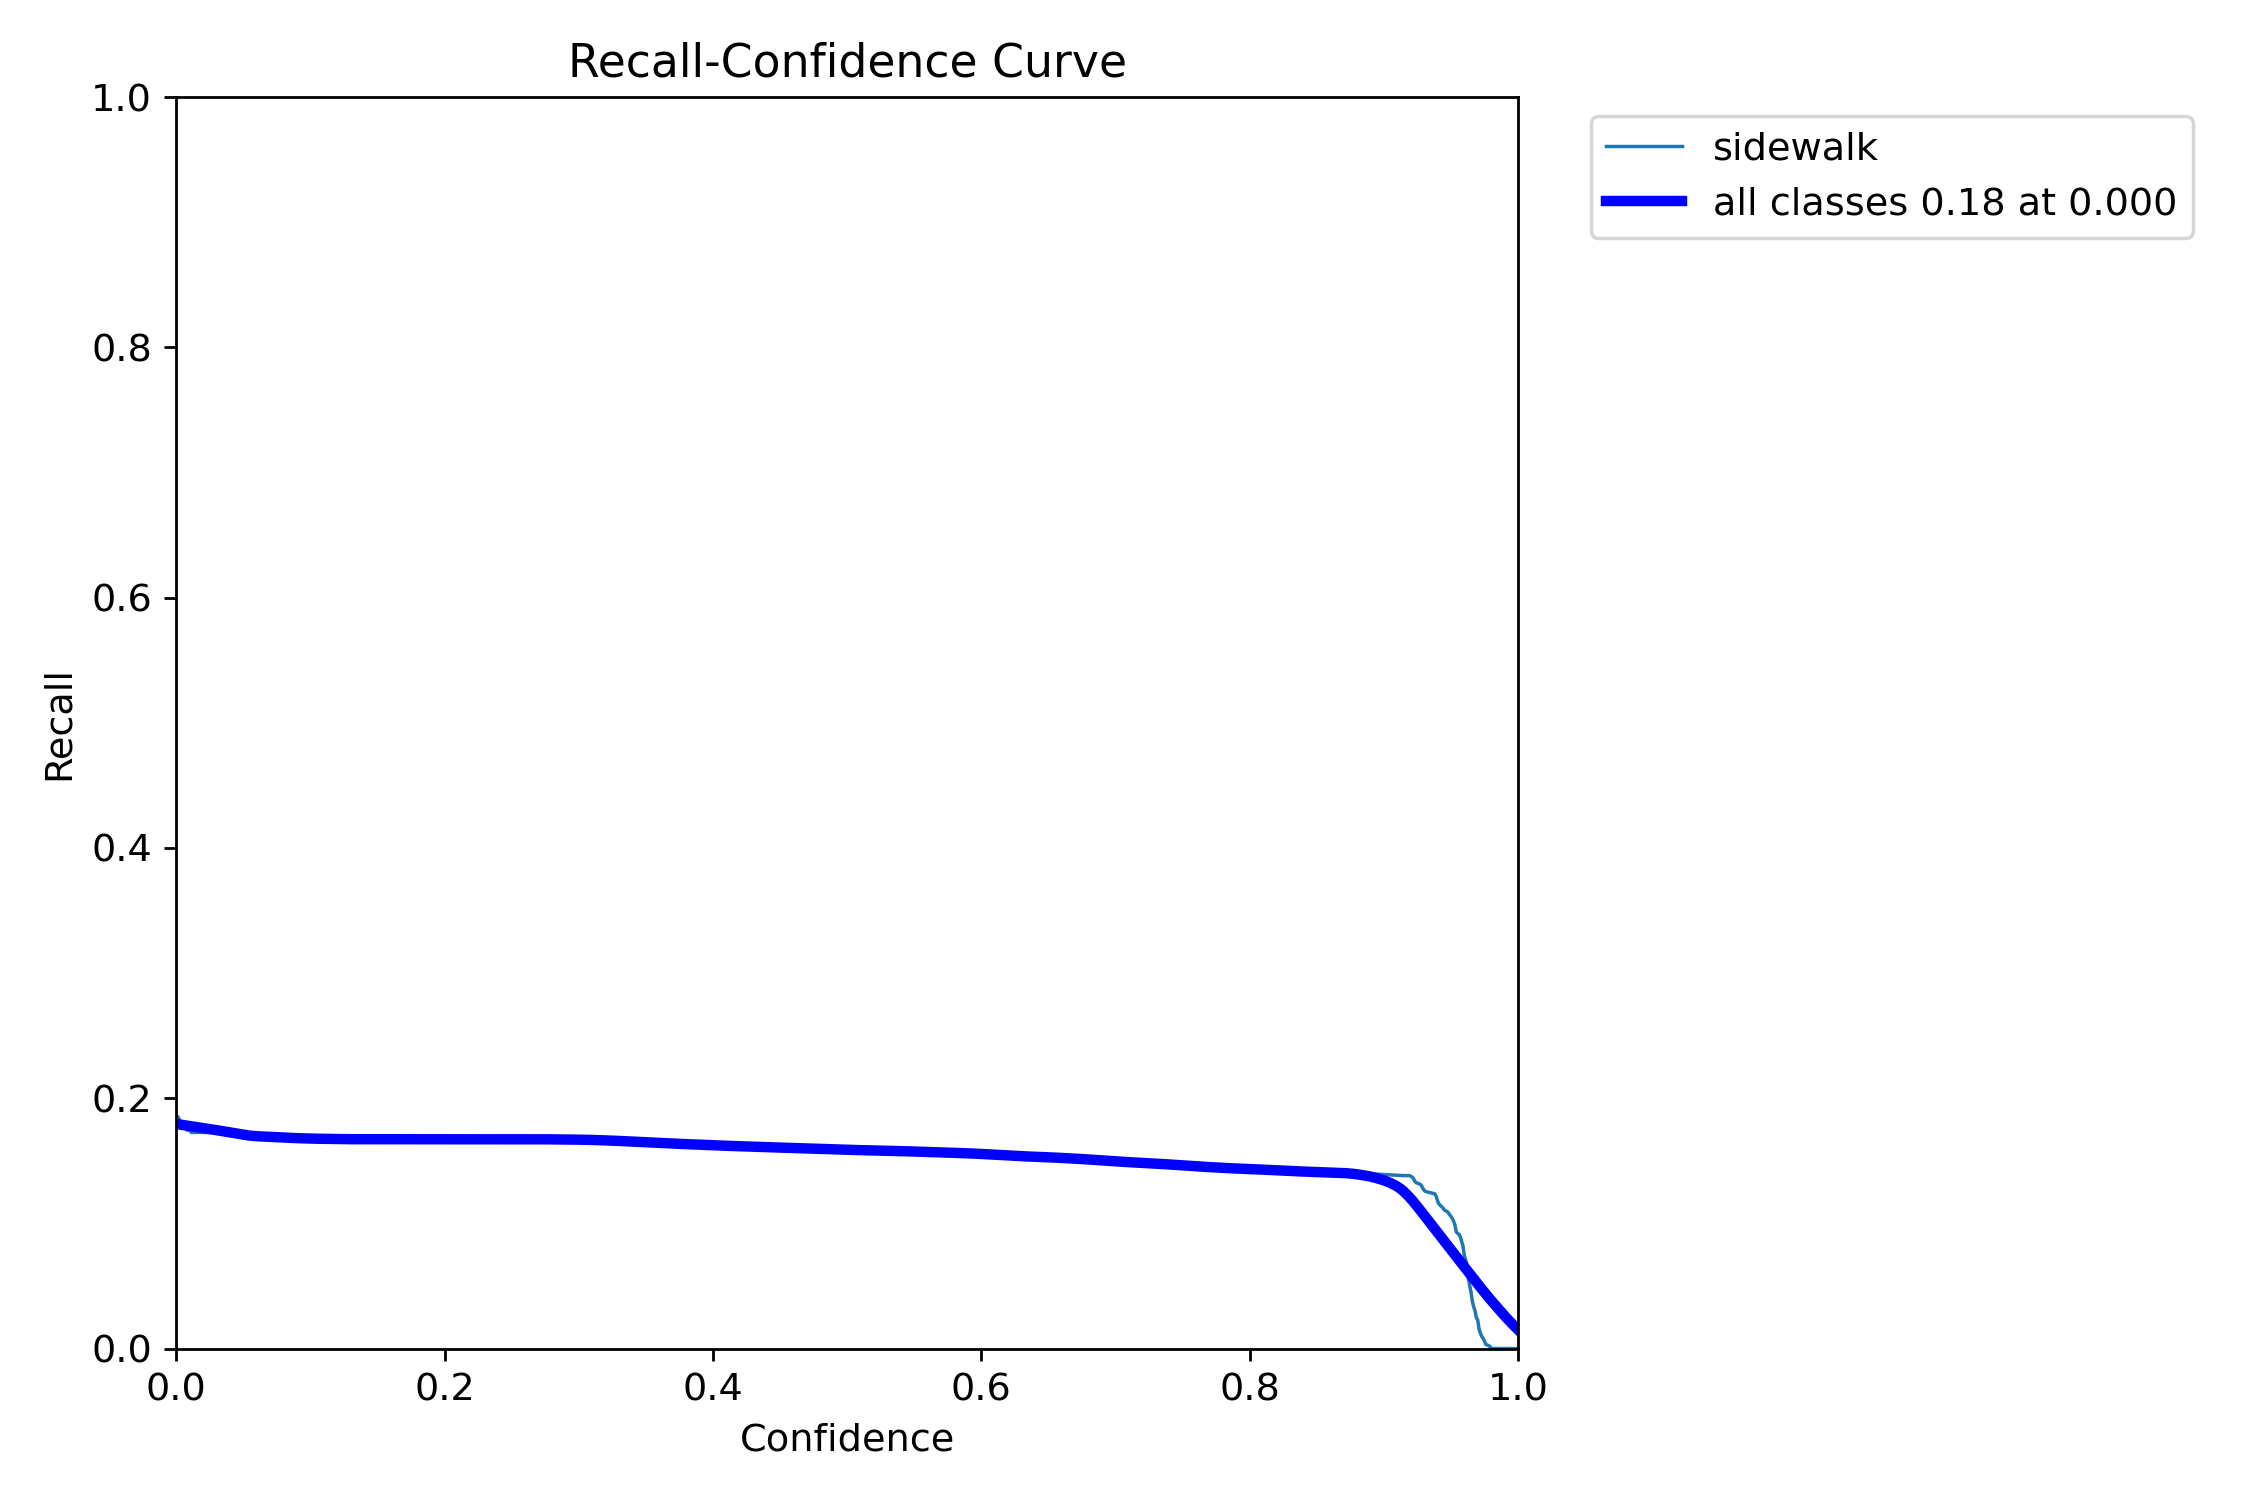 Recall-Confidence Curve
sidewalk
all classes 0.18 at 0.000
Recall
1.0
0.8
0.6
0.4
0.2
0.0
0.0 0.2 0.4 0.6 0.8 1.0
Confidence